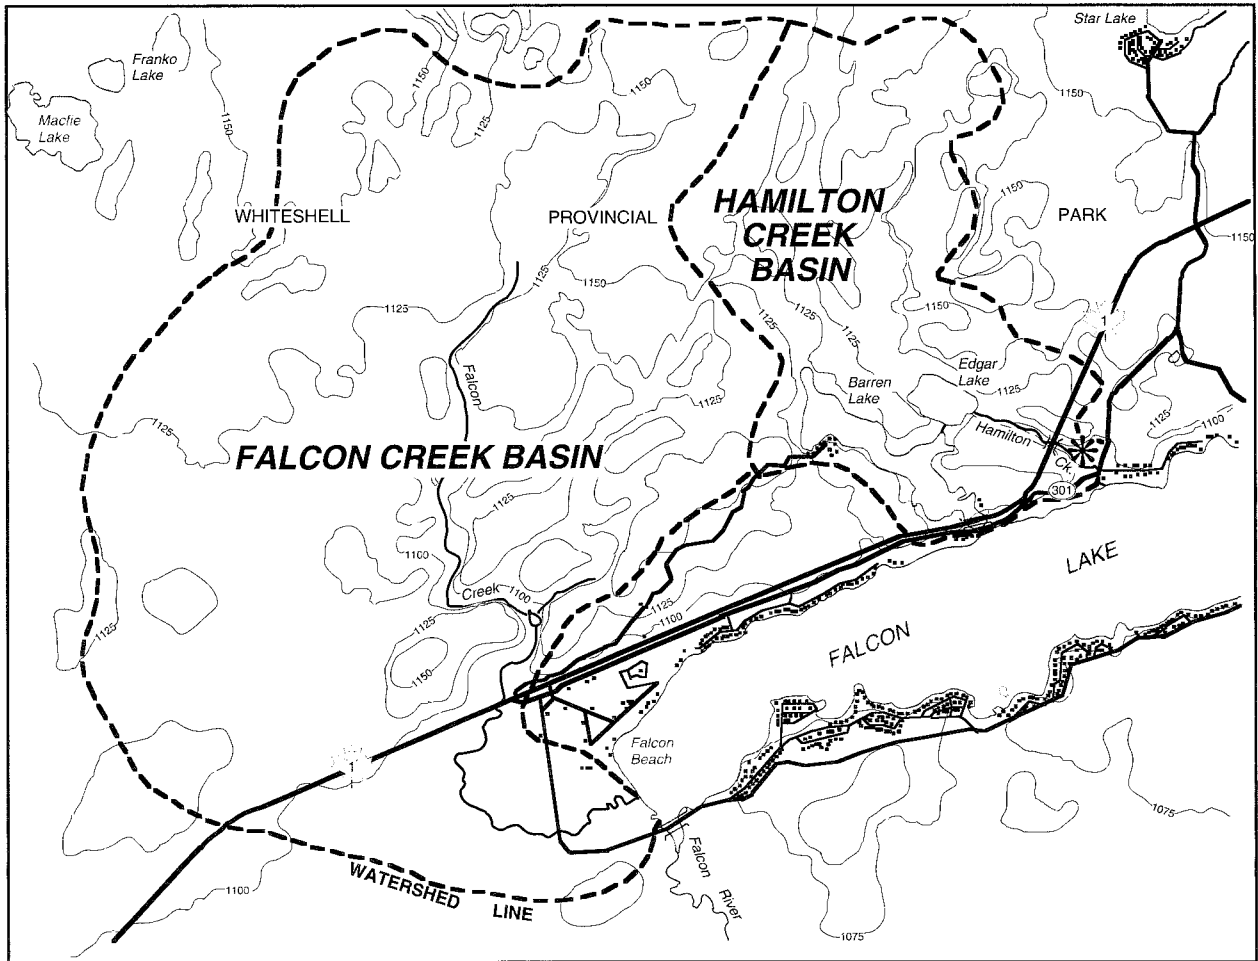 Star Lake
Franko
Lake
Macfie
Lake
1150
1125
1150
1150
1150
1150
WHITESHELL
PROVINCIAL
PARK
HAMILTON
CREEK
BASIN
1150
1125
1150
1125
1150
1125
1125
1
Falcon
Barren
Lake
Edgar
Lake
1125
1125
1125
1100
1125
Hamilton
Ck.
FALCON CREEK BASIN
1125
301
1100
LAKE
Creek
1100
1125
1100
1125
1125
FALCON
1150
Falcon
Beach
1
1075
Falcon
River
1100
WATERSHED
LINE
1075